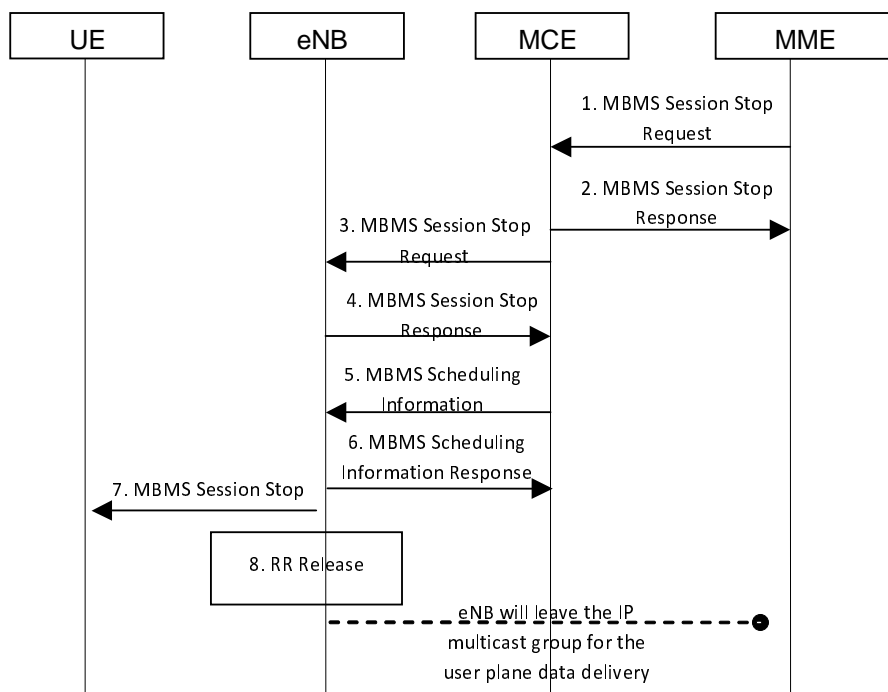 UE
eNB
MCE
MME
1. MBMS Session Stop
Request
2. MBMS Session Stop
Response
3. MBMS Session Stop
Request
4. MBMS Session Stop
Response
5. MBMS Scheduling
Information
6. MBMS Scheduling
Information Response
7. MBMS Session Stop
8. RR Release
eNB will leave the IP
multicast group for the
user plane data delivery